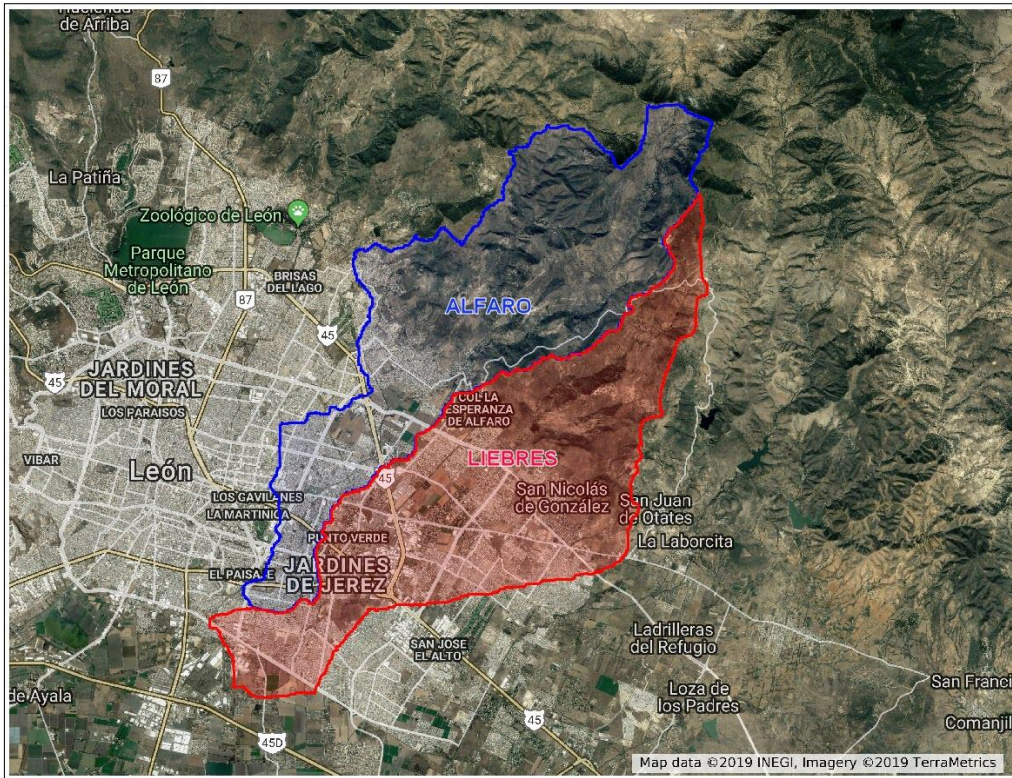 Hacienda
de Arriba
87
La Patiña
Zoológico de León
Parque
Metropolitano
de León
BRISAS
DEL LAGO
87
45
ALFARO
JARDINES
DEL MORAL
45
LOS PARAISOS
COL LA
ESPERANZA
DE ALFARO
VIBAR
León
LIEBRES
45
LOS GAVILANES
LA MARTINICA
San Nicolás
de González
San Juan
de Otates
PUNTO VERDE
La Laborcita
EL PAISAJE
JARDINES
DE JEREZ
SAN JOSE
EL ALTO
Ladrilleras
del Refugio
de Ayala
Loza de
los Padres
San Franci
45
Comanjil
45D
Map data ©2019 INEGI, Imagery ©2019 TerraMetrics